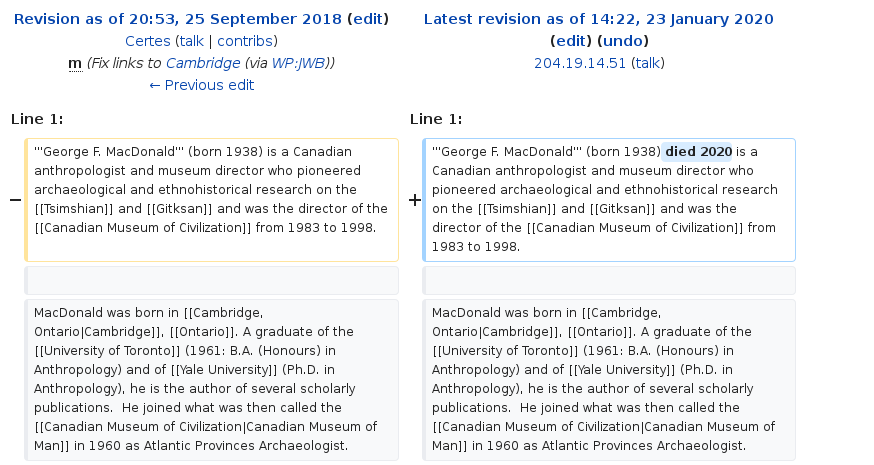 Revision as of 20:53, 25 September 2018 (edit)
Certes (talk | contribs)
m (Fix links to Cambridge (via WP:JWB))
← Previous edit
Latest revision as of 14:22, 23 January 2020
(edit) (undo)
204.19.14.51 (talk)
Line 1:
Line 1:
−
'''George F. MacDonald''' (born 1938) is a Canadian
anthropologist and museum director who pioneered
archaeological and ethnohistorical research on the
[[Tsimshian]] and [[Gitksan]] and was the director of the
[[Canadian Museum of Civilization]] from 1983 to 1998.
+
'''George F. MacDonald''' (born 1938) died 2020 is a
Canadian anthropologist and museum director who
pioneered archaeological and ethnohistorical research
on the [[Tsimshian]] and [[Gitksan]] and was the
director of the [[Canadian Museum of Civilization]] from
1983 to 1998.
MacDonald was born in [[Cambridge,
Ontario|Cambridge]], [[Ontario]]. A graduate of the
[[University of Toronto]] (1961: B.A. (Honours) in
Anthropology) and of [[Yale University]] (Ph.D. in
Anthropology), he is the author of several scholarly
publications.  He joined what was then called the
[[Canadian Museum of Civilization|Canadian Museum of
Man]] in 1960 as Atlantic Provinces Archaeologist.
MacDonald was born in [[Cambridge,
Ontario|Cambridge]], [[Ontario]]. A graduate of the
[[University of Toronto]] (1961: B.A. (Honours) in
Anthropology) and of [[Yale University]] (Ph.D. in
Anthropology), he is the author of several scholarly
publications.  He joined what was then called the
[[Canadian Museum of Civilization|Canadian Museum of
Man]] in 1960 as Atlantic Provinces Archaeologist.